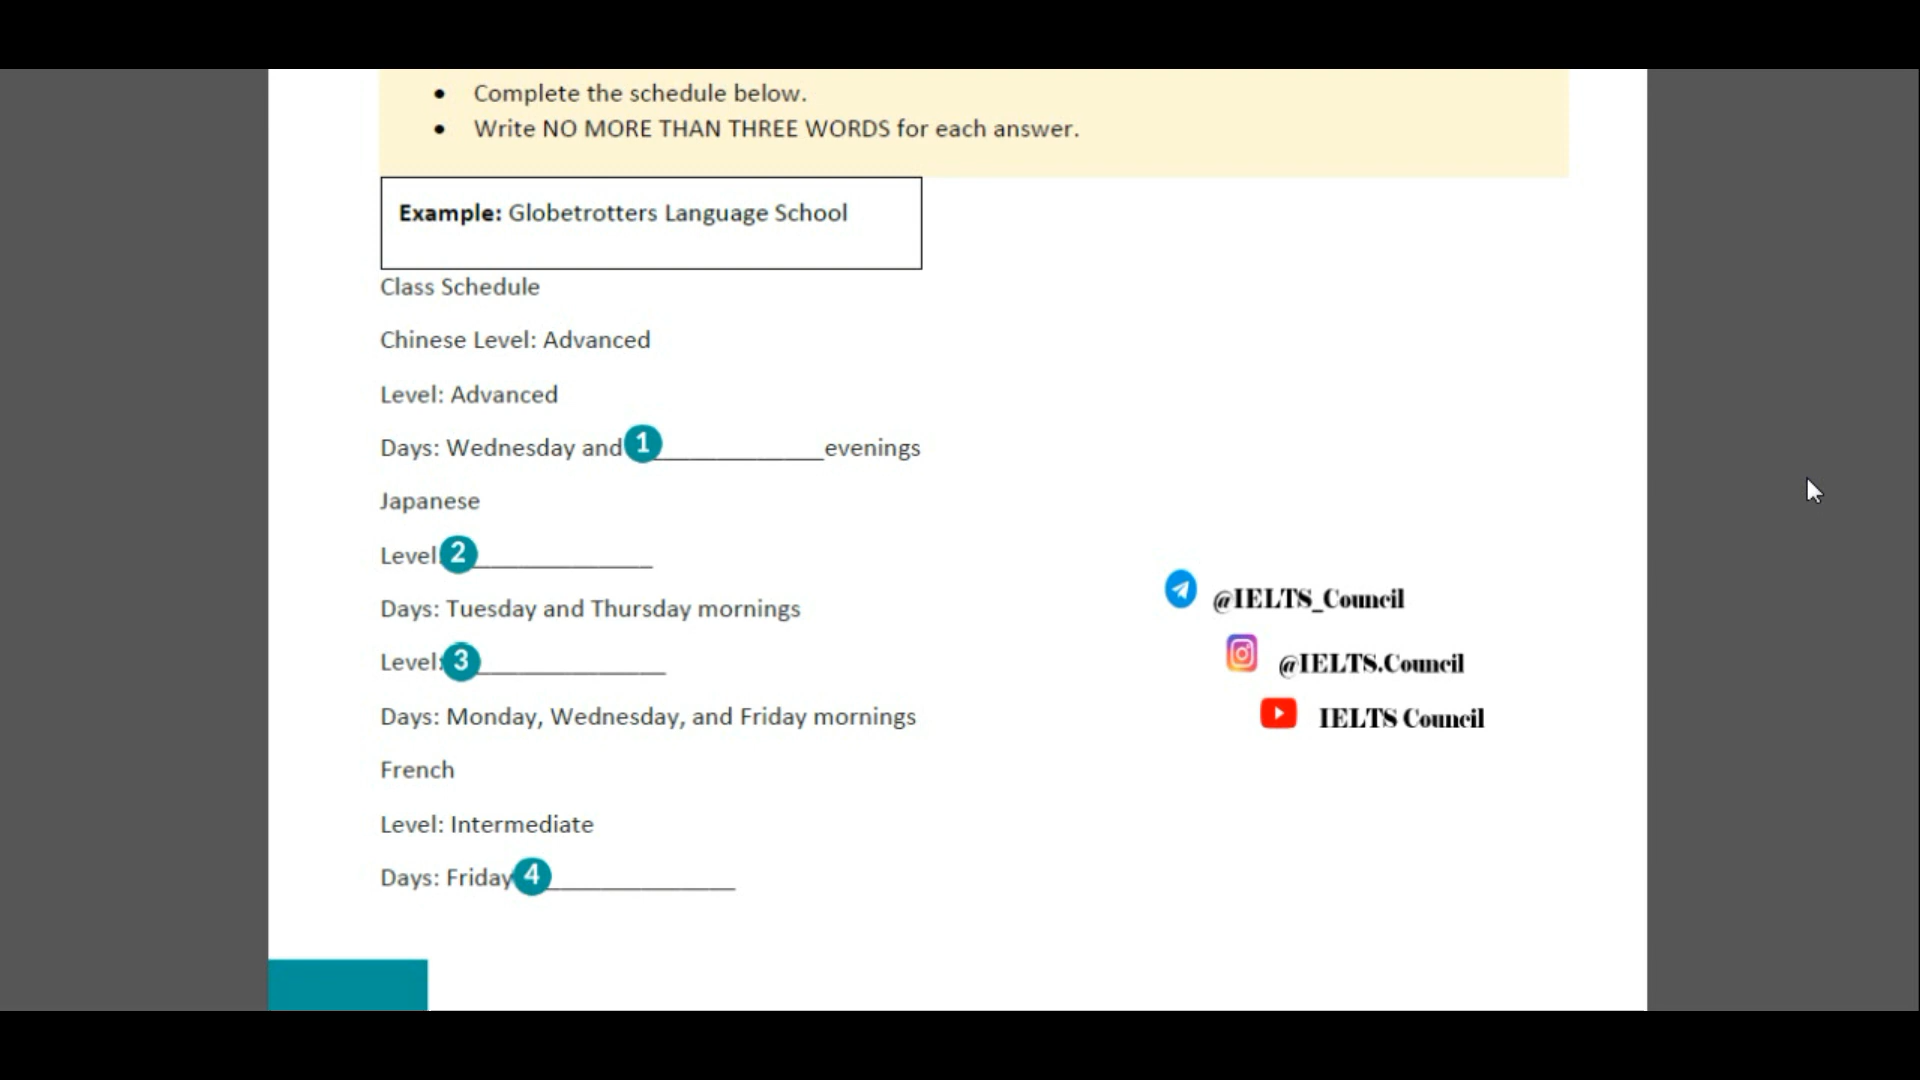 Complete the schedule below.
Write NO MORE THAN THREE WORDS for each answer.
Example: Globetrotters Language School
Class Schedule
Chinese Level: Advanced
Level: Advanced
Days: Wednesday and 1 ____________ evenings
Japanese
Level 2 ____________
Days: Tuesday and Thursday mornings
Level: 3 ____________
Days: Monday, Wednesday, and Friday mornings
French
Level: Intermediate
Days: Friday 4 ____________
@IELTS_Council
@IELTS.Council
IELTS Council